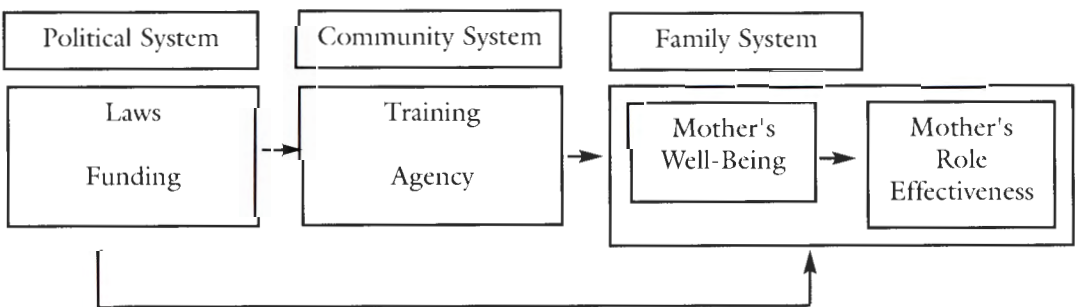 Political System
Community System
Family System
Laws
Funding
Training
Agency
Mother's
Well-Being
Mother's
Role
Effectiveness